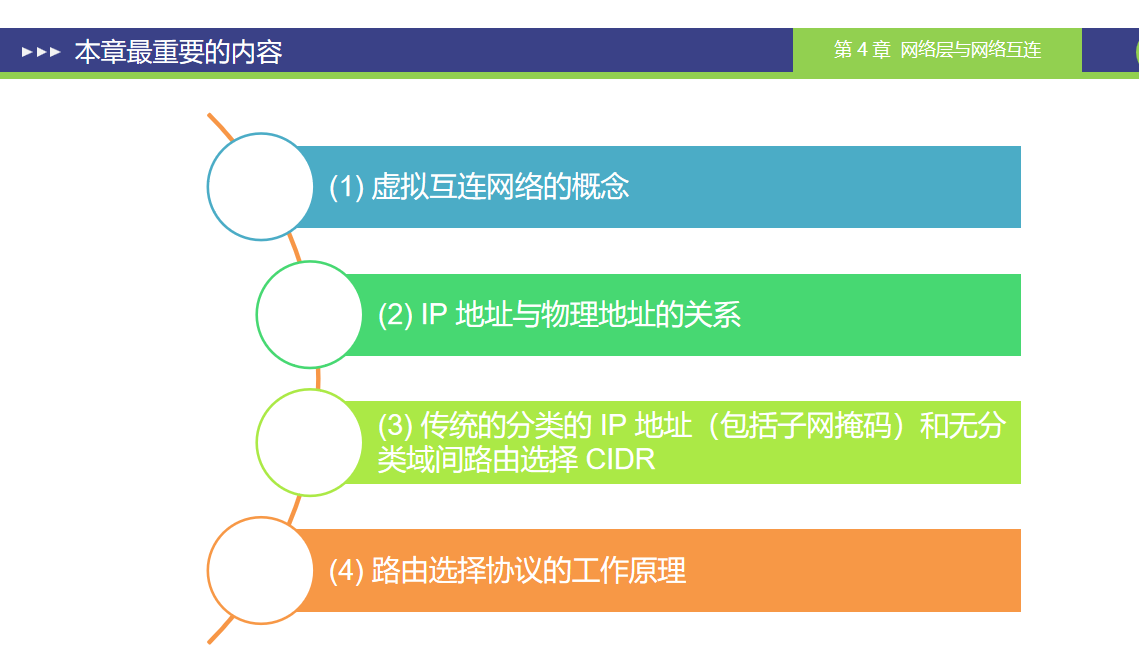 本章最重要的内容
第 4 章 网络层与网络互连
(1) 虚拟互连网络的概念
(2) IP 地址与物理地址的关系
(3) 传统的分类的 IP 地址（包括子网掩码）和无分
类域间路由选择 CIDR
(4) 路由选择协议的工作原理